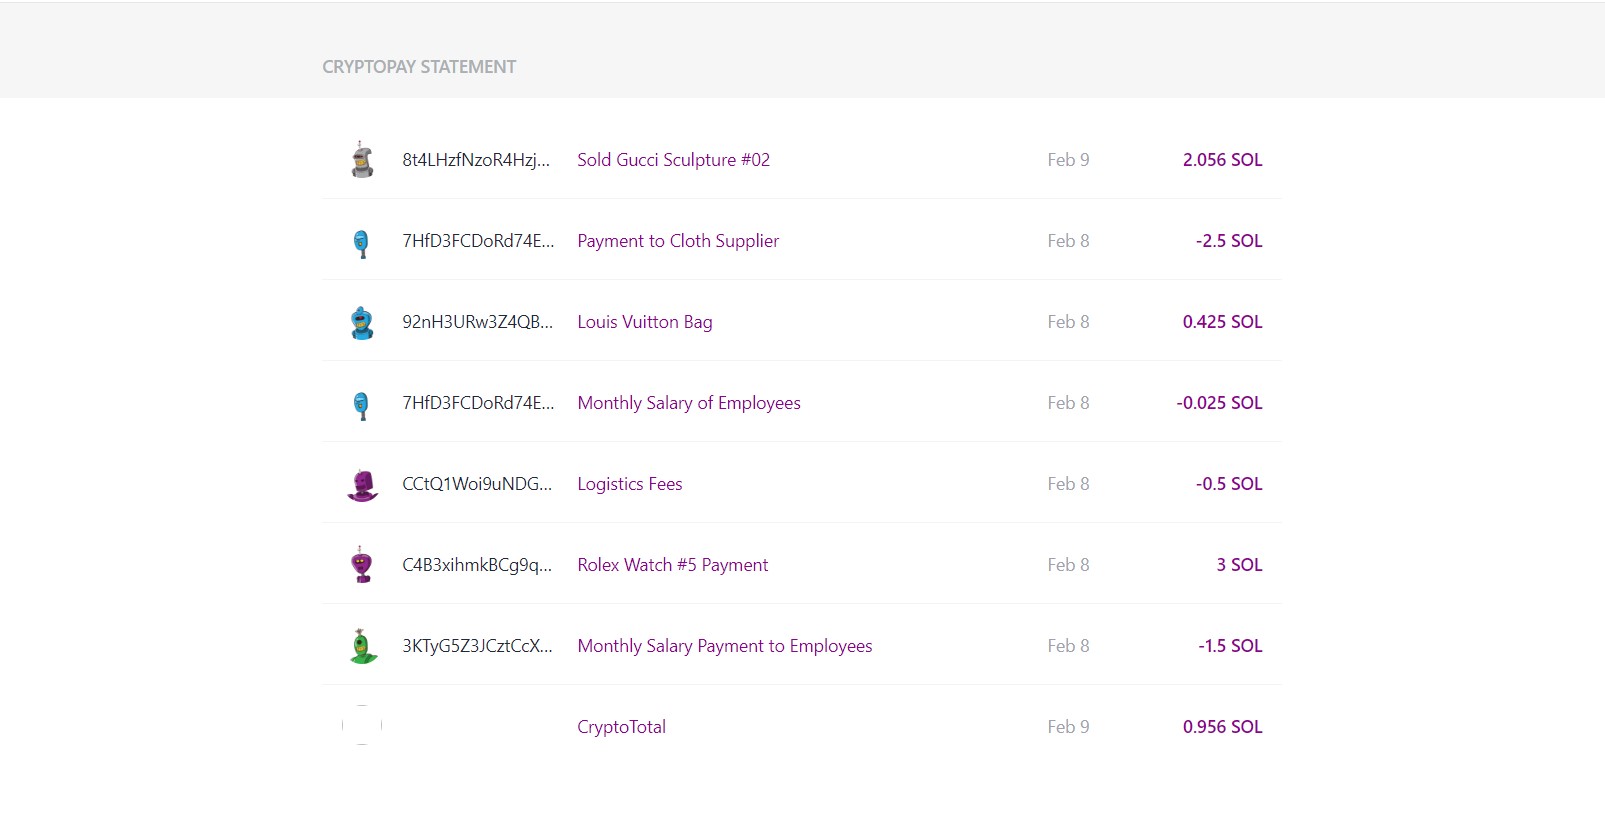 CRYPTOPAY STATEMENT
8t4LHzfNzoR4Hzj... Sold Gucci Sculpture #02 Feb 9 2.056 SOL
7HfD3FCDoRd74E... Payment to Cloth Supplier Feb 8 -2.5 SOL
92nH3URw3Z4QB... Louis Vuitton Bag Feb 8 0.425 SOL
7HfD3FCDoRd74E... Monthly Salary of Employees Feb 8 -0.025 SOL
CCtQ1Woi9uNDG... Logistics Fees Feb 8 -0.5 SOL
C4B3xihmkBCg9q... Rolex Watch #5 Payment Feb 8 3 SOL
3KTyG5Z3JCztCcX... Monthly Salary Payment to Employees Feb 8 -1.5 SOL
CryptoTotal Feb 9 0.956 SOL